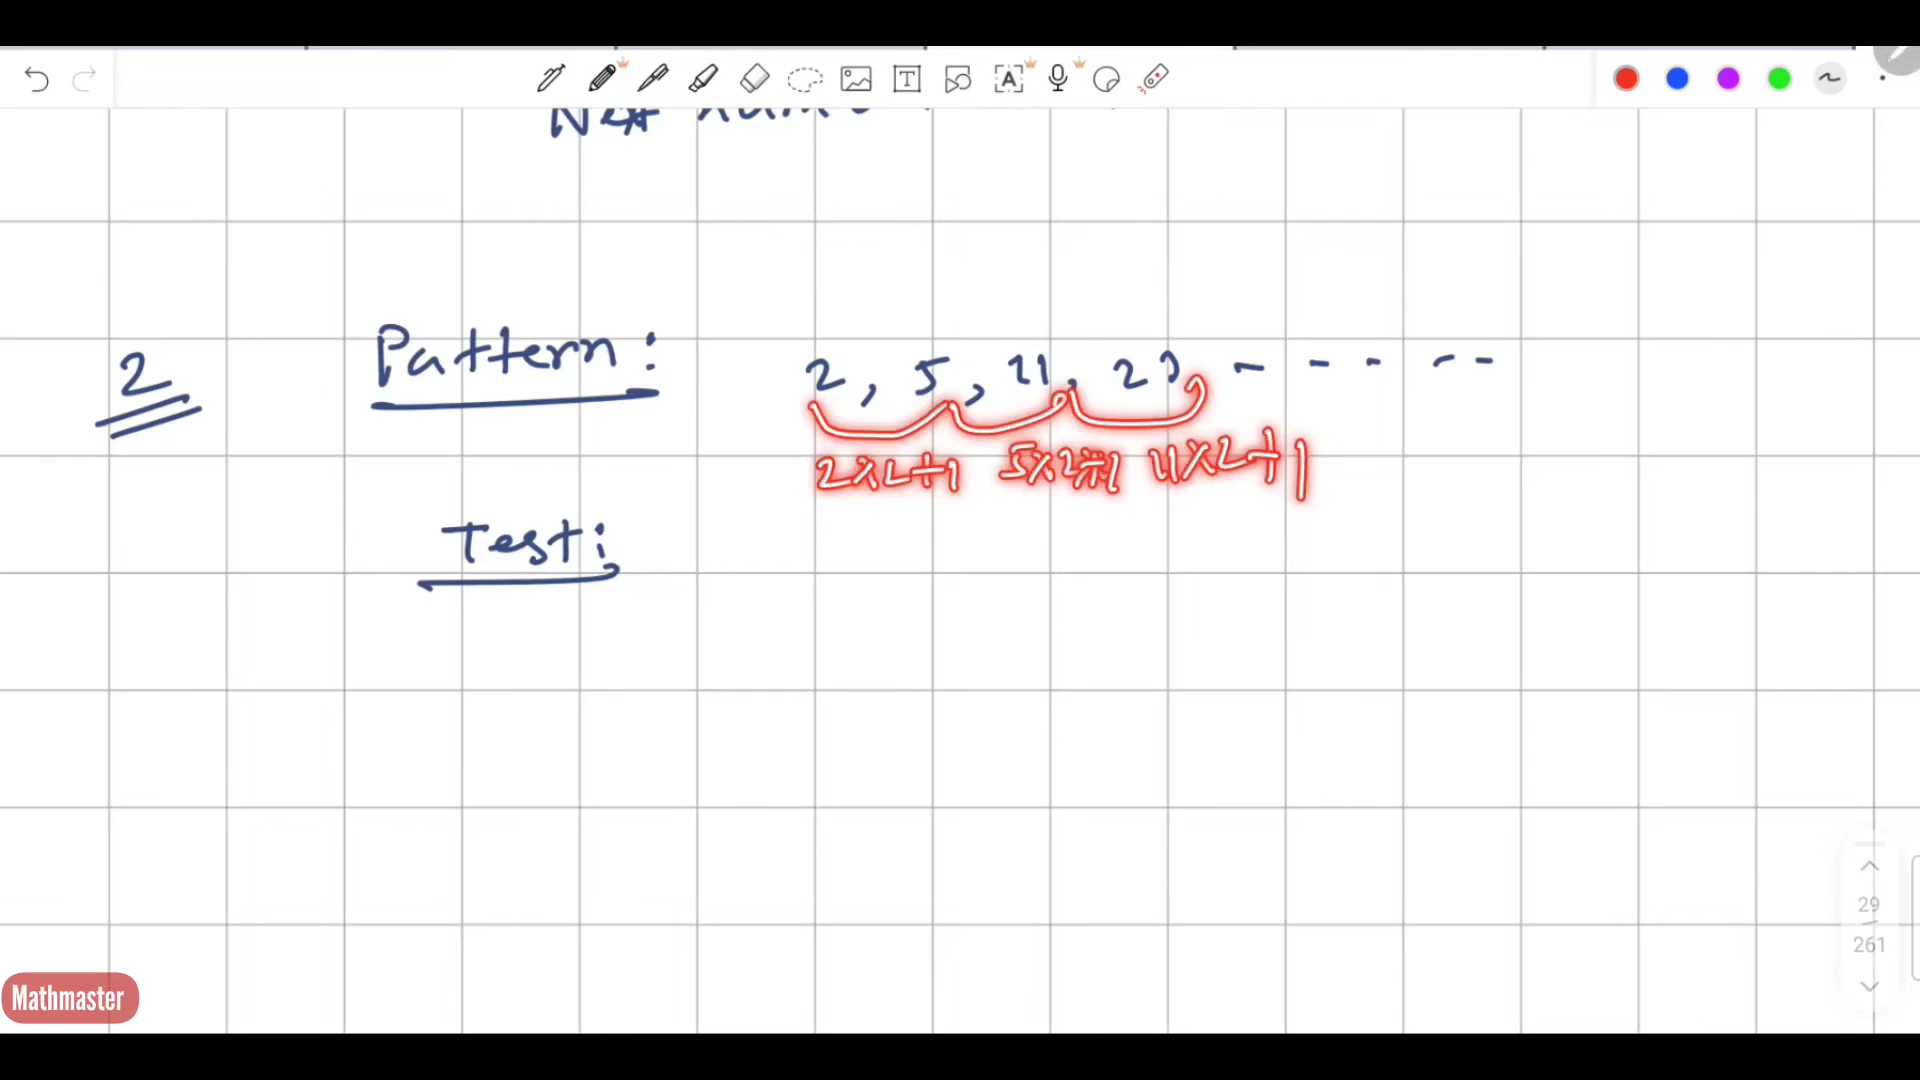 2 Pattern: 2, 5, 11, 23 - - - - -
2×2+1 5×2+1 11×2+1
Test:
29
261
Mathmaster